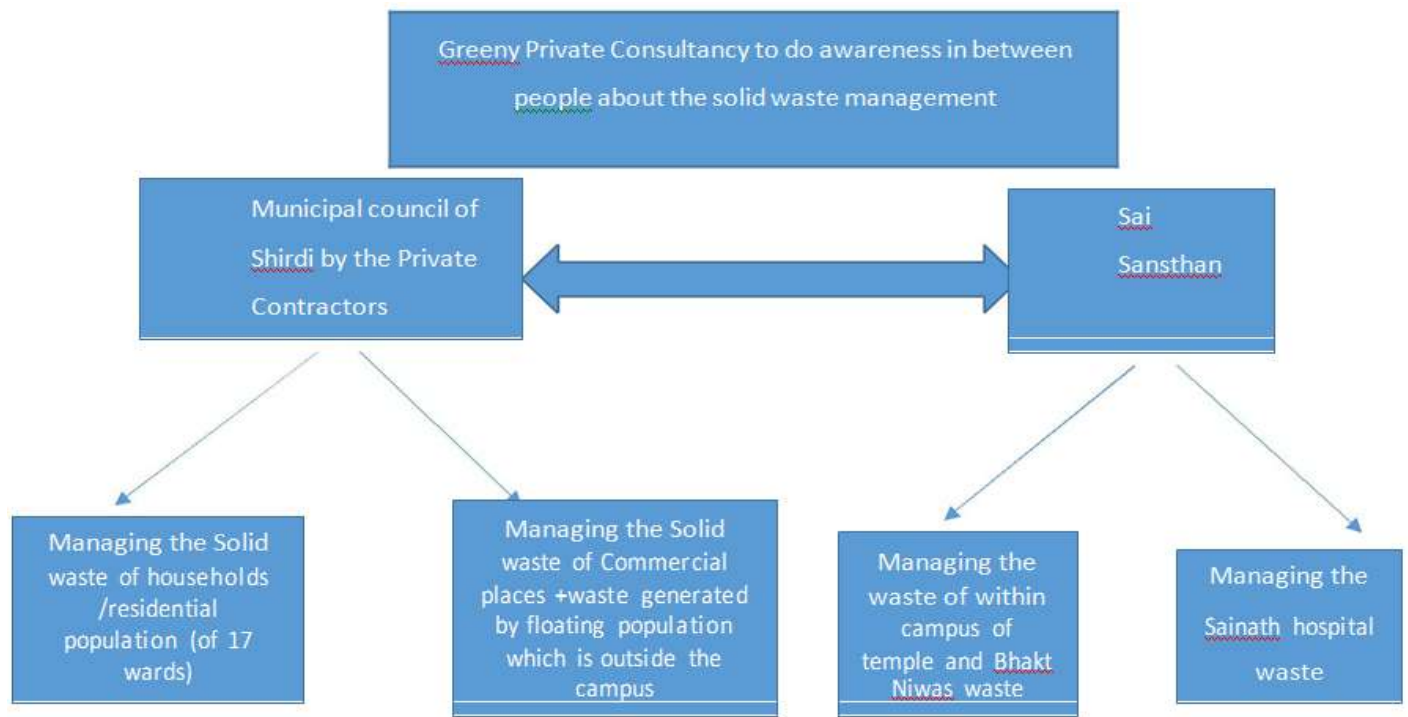 Greeny Private Consultancy to do awareness in between
people about the solid waste management
Municipal council of
Shirdi by the Private
Contractors
Sai
Sansthan
Managing the Solid
waste of households
/residential
population (of 17
wards)
Managing the Solid
waste of Commercial
places +waste generated
by floating population
which is outside the
campus
Managing the
waste of within
campus of
temple and Bhakt
Niwas waste
Managing the
Sainath hospital
waste